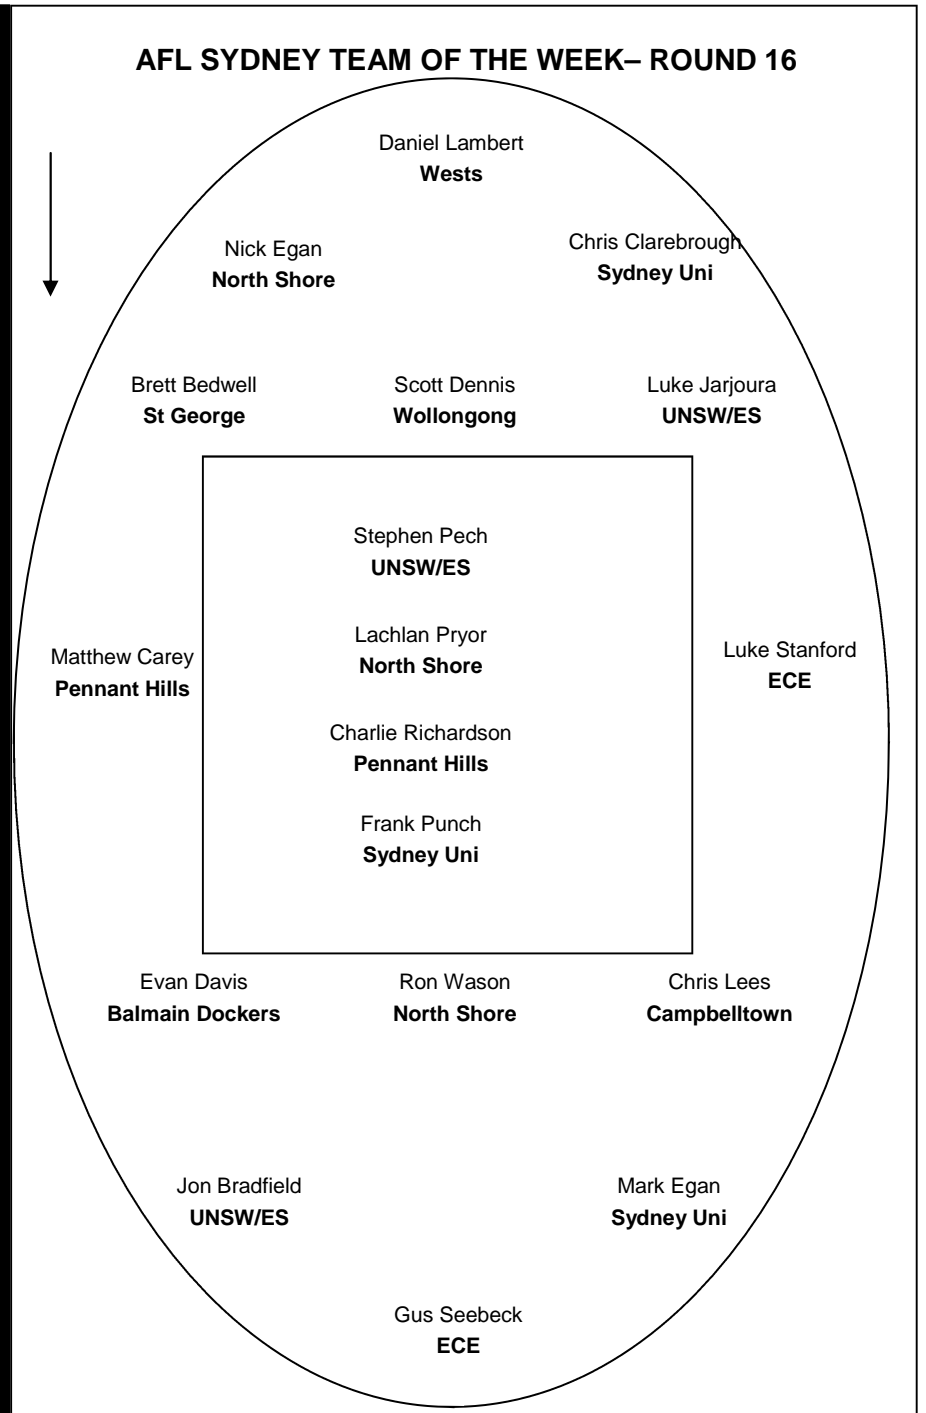 AFL SYDNEY TEAM OF THE WEEK– ROUND 16
Daniel Lambert
Wests
Nick Egan
North Shore
Chris Clarebrough
Sydney Uni
Brett Bedwell
St George
Scott Dennis
Wollongong
Luke Jarjoura
UNSW/ES
Stephen Pech
UNSW/ES
Lachlan Pryor
North Shore
Matthew Carey
Pennant Hills
Luke Stanford
ECE
Charlie Richardson
Pennant Hills
Frank Punch
Sydney Uni
Evan Davis
Balmain Dockers
Ron Wason
North Shore
Chris Lees
Campbelltown
Jon Bradfield
UNSW/ES
Mark Egan
Sydney Uni
Gus Seebeck
ECE